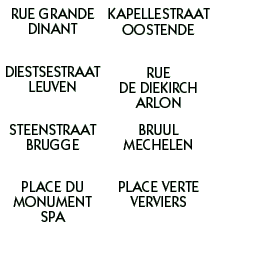 RUE GRANDE
DINANT
KAPELLESTRAAT
OOSTENDE
DIESTSESTRAAT
LEUVEN
RUE
DE DIEKIRCH
ARLON
STEENSTRAAT
BRUGGE
BRUUL
MECHELEN
PLACE DU
MONUMENT
SPA
PLACE VERTE
VERVIERS